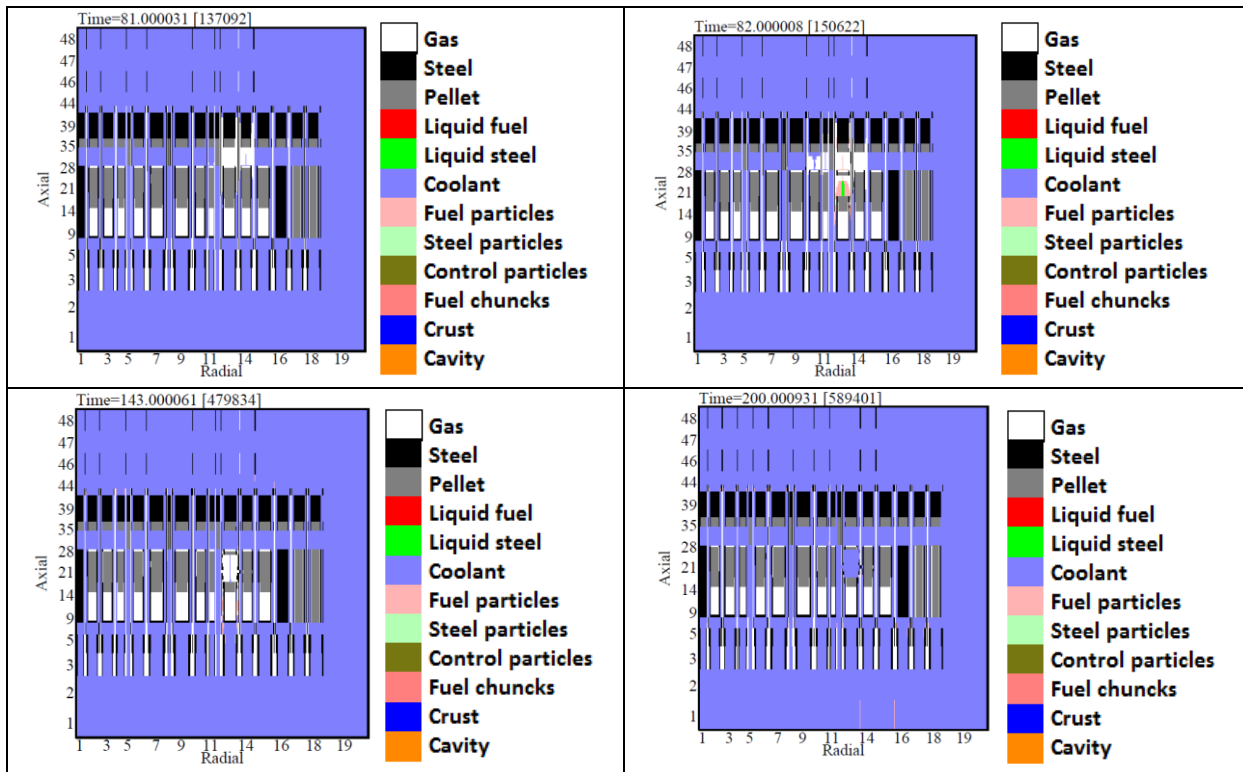 Time=81.000031 [137092]
48
47
46
44
39
35
28
21
14
9
5
3
2
1
Axial
1 3 5 7 9 11 14 16 18 19
Radial
Gas
Steel
Pellet
Liquid fuel
Liquid steel
Coolant
Fuel particles
Steel particles
Control particles
Fuel chuncks
Crust
Cavity
Time=82.000008 [150622]
48
47
46
44
39
35
28
21
14
9
5
3
2
1
Axial
1 3 5 7 9 11 14 16 18 19
Radial
Gas
Steel
Pellet
Liquid fuel
Liquid steel
Coolant
Fuel particles
Steel particles
Control particles
Fuel chuncks
Crust
Cavity
Time=143.000061 [479834]
48
47
46
44
39
35
28
21
14
9
5
3
2
1
Axial
1 3 5 7 9 11 14 16 18 19
Radial
Gas
Steel
Pellet
Liquid fuel
Liquid steel
Coolant
Fuel particles
Steel particles
Control particles
Fuel chuncks
Crust
Cavity
Time=200.000931 [589401]
48
47
46
44
39
35
28
21
14
9
5
3
2
1
Axial
1 3 5 7 9 11 14 16 18 19
Radial
Gas
Steel
Pellet
Liquid fuel
Liquid steel
Coolant
Fuel particles
Steel particles
Control particles
Fuel chuncks
Crust
Cavity